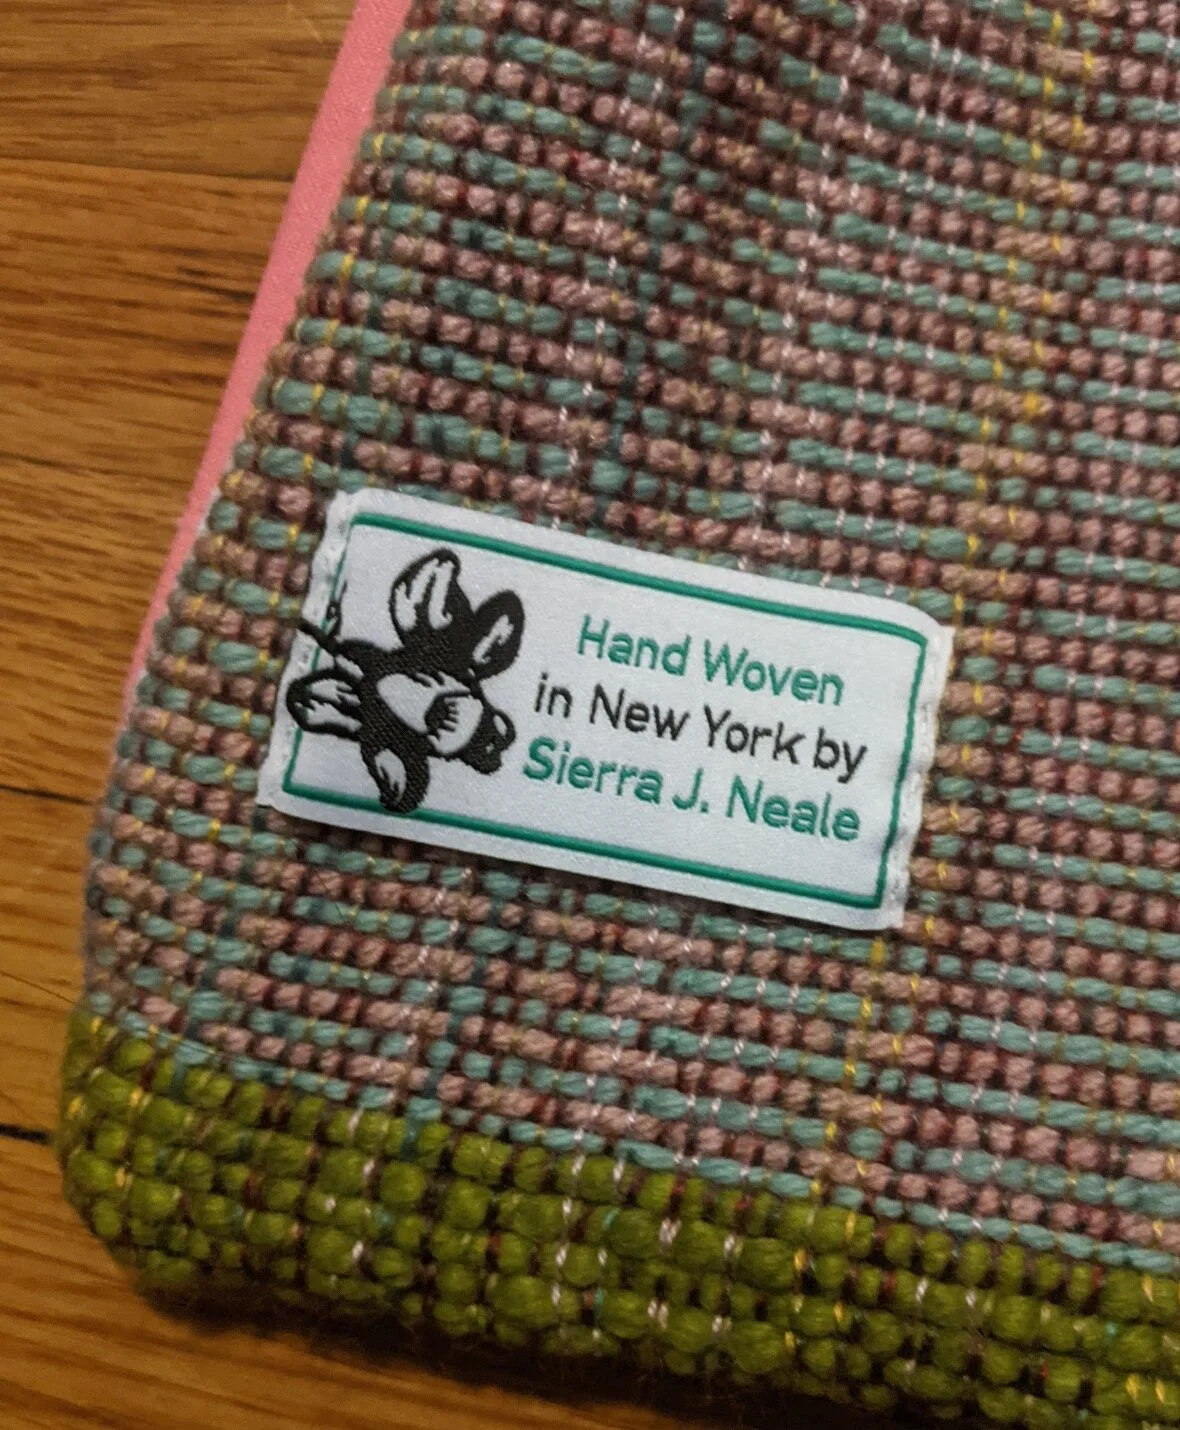 Hand Woven
in New York by
Sierra J. Neale